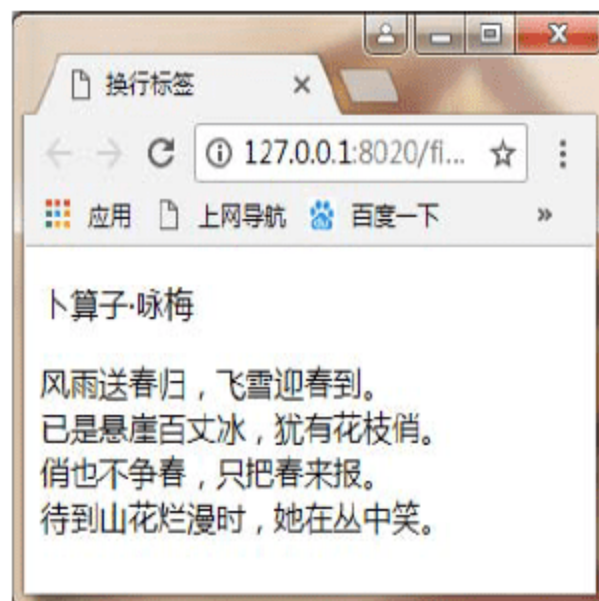 换行标签
127.0.0.1:8020/fi...
应用 上网导航 百度一下 »
卜算子·咏梅
风雨送春归，飞雪迎春到。
已是悬崖百丈冰，犹有花枝俏。
俏也不争春，只把春来报。
待到山花烂漫时，她在丛中笑。